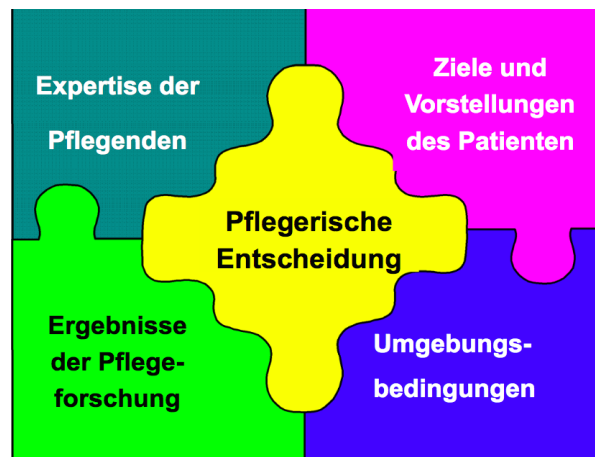 Expertise der
Pflegenden
Ziele und
Vorstellungen
des Patienten
Pflegerische
Entscheidung
Ergebnisse
der Pflege-
forschung
Umgebungs-
bedingungen